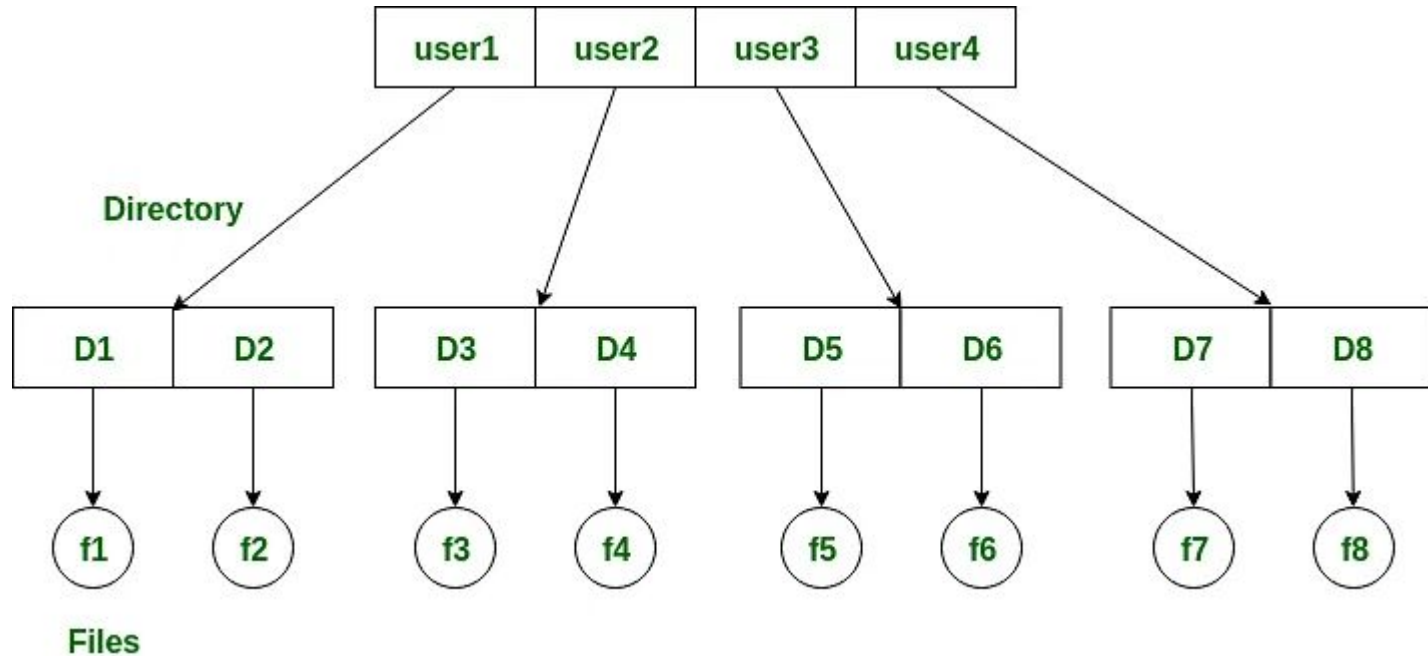 user1 user2 user3 user4
Directory
D1 D2 D3 D4 D5 D6 D7 D8
f1 f2 f3 f4 f5 f6 f7 f8
Files